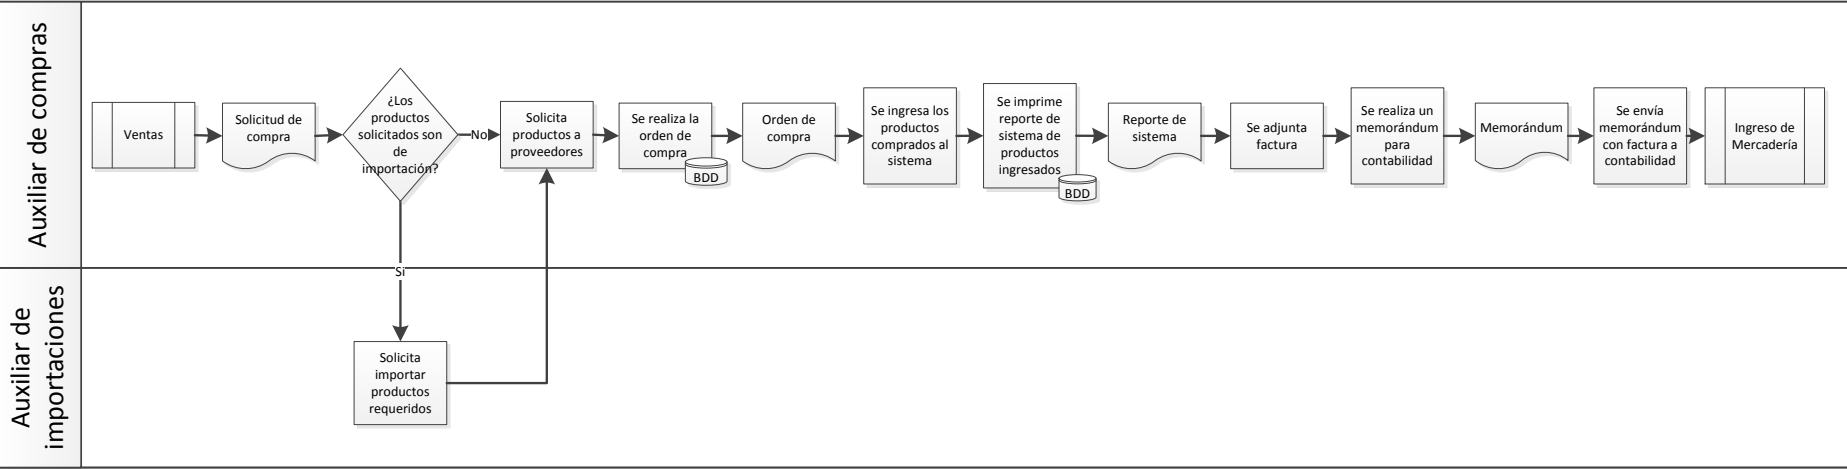 Auxiliar de compras
Ventas
Solicitud de
compra
¿Los
productos
solicitados son
de
importación?
No
Solicita
productos a
proveedores
Se realiza la
orden de
compra
BDD
Orden de
compra
Se ingresa los
productos
comprados al
sistema
Se imprime
reporte de
sistema de
productos
ingresados
BDD
Reporte de
sistema
Se adjunta
factura
Se realiza un
memorándum
para
contabilidad
Memorándum
Se envía
memorándum
con factura a
contabilidad
Ingreso de
Mercadería
Si
Auxiliar de
importaciones
Solicita
importar
productos
requeridos